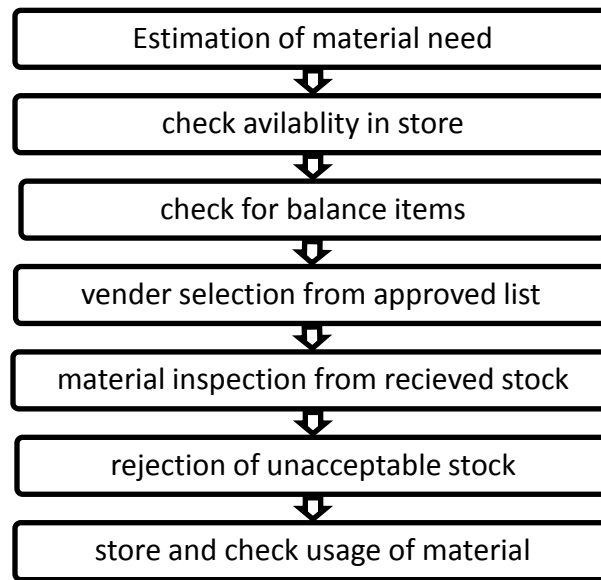 Estimation of material need
check avilablity in store
check for balance items
vender selection from approved list
material inspection from recieved stock
rejection of unacceptable stock
store and check usage of material